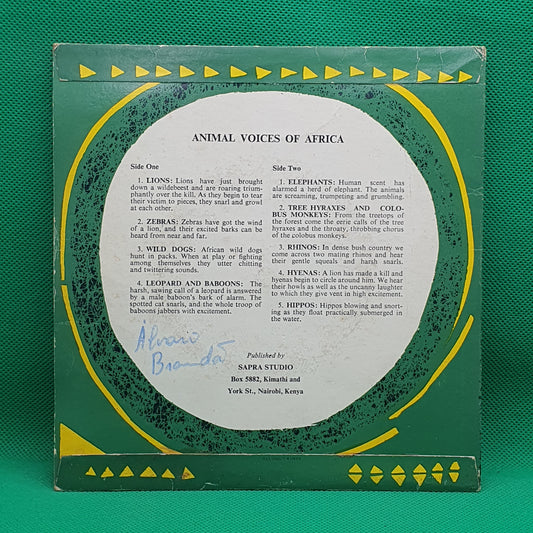 ANIMAL VOICES OF AFRICA
Side One
1. LIONS: Lions have just brought
down a wildebeest and are roaring trium-
phantly over the kill. As they begin to tear
their victim to pieces, they snarl and growl
at each other.
2. ZEBRAS: Zebras have got the wind
of a lion, and their excited barks can be
heard from near and far.
3. WILD DOGS: African wild dogs
hunt in packs. When at play or fighting
among themselves they utter chitting
and twittering sounds.
4. LEOPARD AND BABOONS: The
harsh, sawing call of a leopard is answered
by a male baboon's bark of alarm. The
spotted cat snarls, and the whole troop of
baboons jabbers with excitement.
Side Two
1. ELEPHANTS: Human scent has
alarmed a herd of elephant. The animals
are screaming, trumpeting and grumbling.
2. TREE HYRAXES AND COLO-
BUS MONKEYS: From the treetops of
the forest come the eerie calls of the tree
hyraxes and the throaty, throbbing chorus
of the colobus monkeys.
3. RHINOS: In dense bush country we
come across two mating rhinos and hear
their gentle squeals and harsh snarls.
4. HYENAS: A lion has made a kill and
hyenas begin to circle around him. We hear
their howls as well as the uncanny laughter
to which they give vent in high excitement.
5. HIPPOS: Hippos blowing and snort-
ing as they float practically submerged in
the water.
Álvaro
Brandão
Published by
SAPRA STUDIO
Box 5882, Kimathi and
York St., Nairobi, Kenya